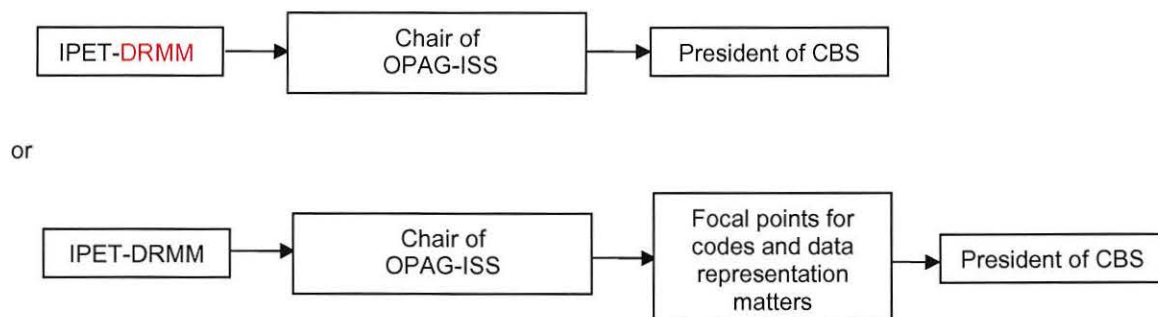 IPET-DRMM
Chair of
OPAG-ISS
President of CBS
or
IPET-DRMM
Chair of
OPAG-ISS
Focal points for
codes and data
representation
matters
President of CBS